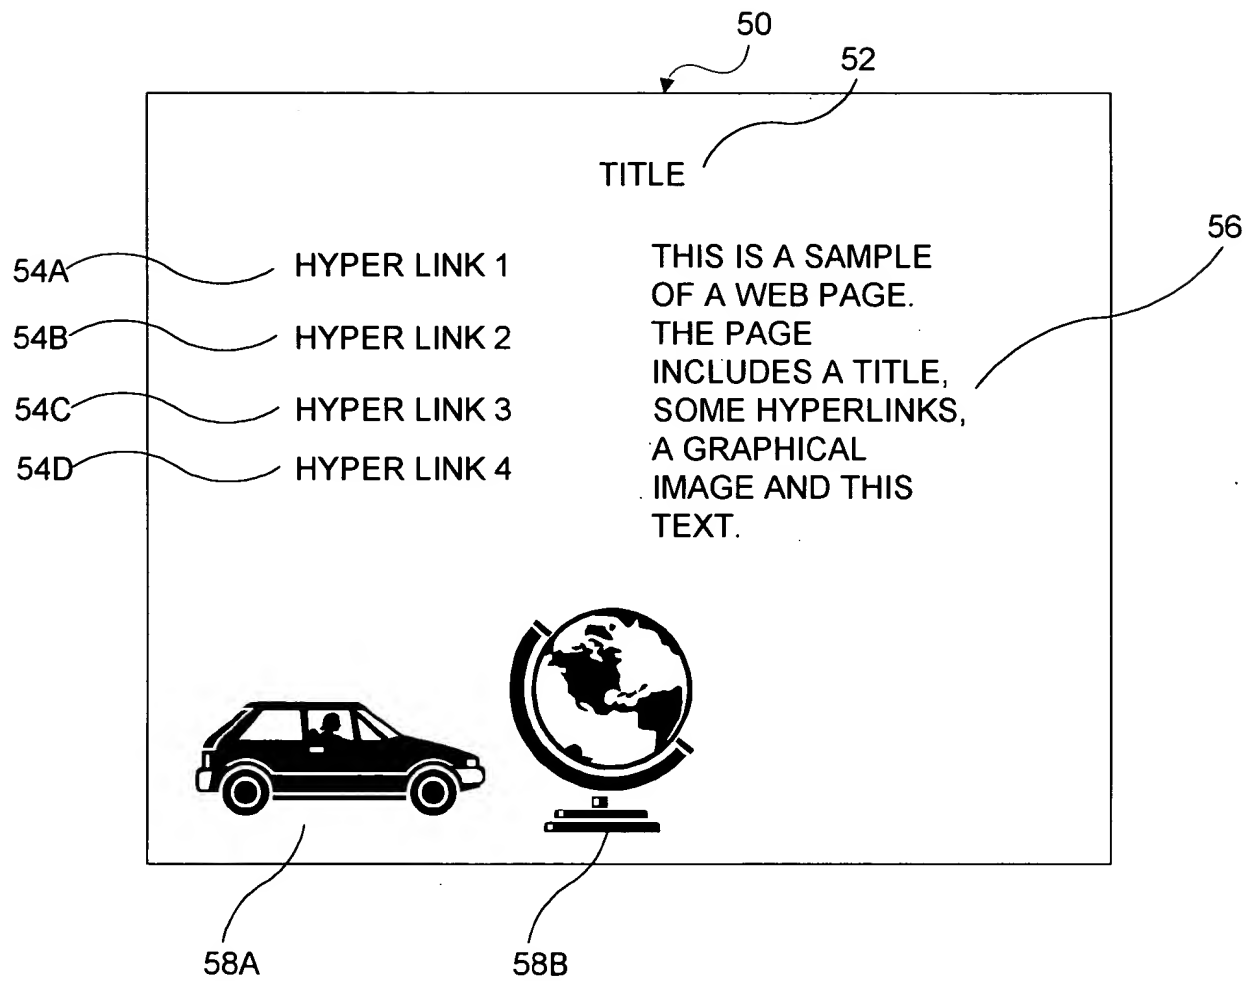 50
52
TITLE
56
54A
HYPER LINK 1
54B
HYPER LINK 2
54C
HYPER LINK 3
54D
HYPER LINK 4
THIS IS A SAMPLE
OF A WEB PAGE.
THE PAGE
INCLUDES A TITLE,
SOME HYPERLINKS,
A GRAPHICAL
IMAGE AND THIS
TEXT.
58A
58B